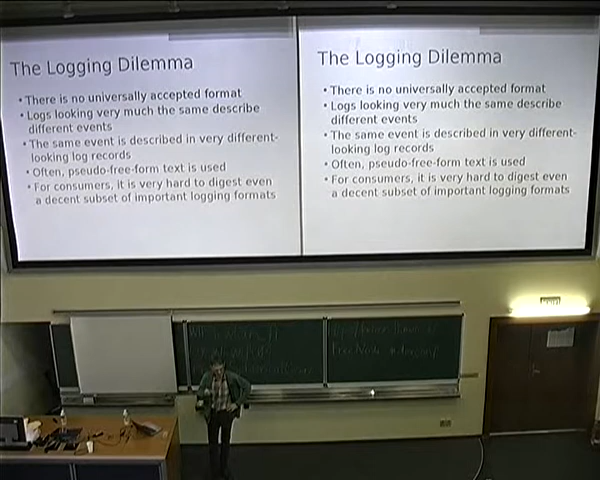 The Logging Dilemma
• There is no universally accepted format
• Logs looking very much the same describe
different events
• The same event is described in very different-
looking log records
• Often, pseudo-free-form text is used
• For consumers, it is very hard to digest even
a decent subset of important logging formats
The Logging Dilemma
• There is no universally accepted format
• Logs looking very much the same describe
different events
• The same event is described in very different-
looking log records
• Often, pseudo-free-form text is used
• For consumers, it is very hard to digest even
a decent subset of important logging formats